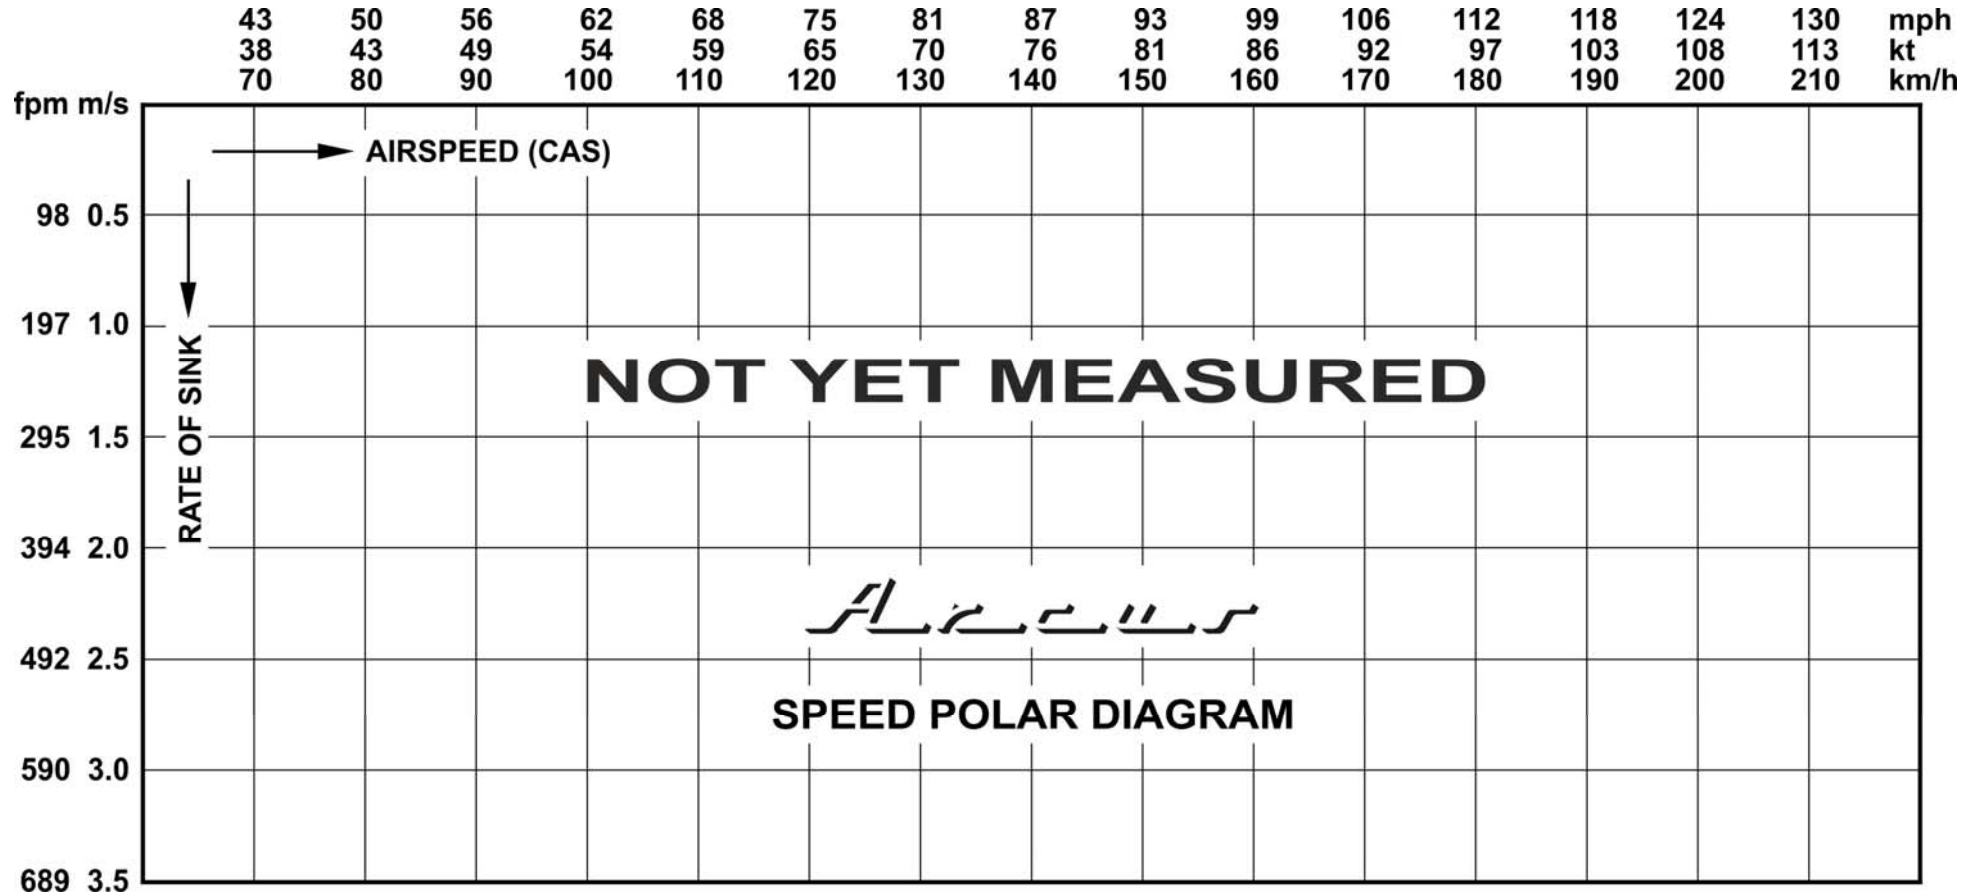 43 50 56 62 68 75 81 87 93 99 106 112 118 124 130 mph
38 43 49 54 59 65 70 76 81 86 92 97 103 108 113 kt
70 80 90 100 110 120 130 140 150 160 170 180 190 200 210 km/h
fpm m/s
AIRSPEED (CAS)
98 0.5
197 1.0
RATE OF SINK
NOT YET MEASURED
295 1.5
394 2.0
Arcus
492 2.5
SPEED POLAR DIAGRAM
590 3.0
689 3.5